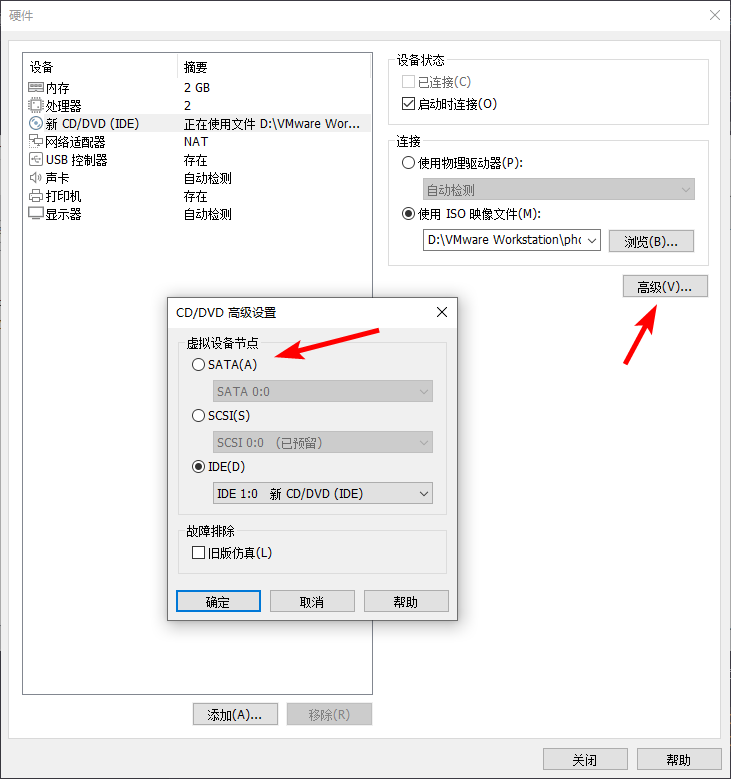 硬件
设备 摘要
内存 2 GB
处理器 2
新 CD/DVD (IDE) 正在使用文件 D:\VMware Wor...
网络适配器 NAT
USB 控制器 存在
声卡 自动检测
打印机 存在
显示器 自动检测
设备状态
已连接(C)
启动时连接(O)
连接
使用物理驱动器(P):
自动检测
使用 ISO 映像文件(M):
D:\VMware Workstation\phc
浏览(B)...
高级(V)...
CD/DVD 高级设置
虚拟设备节点
SATA(A)
SATA 0:0
SCSI(S)
SCSI 0:0 （已预留）
IDE(D)
IDE 1:0 新 CD/DVD (IDE)
故障排除
旧版仿真(L)
确定 取消 帮助
添加(A)... 移除(R)
关闭 帮助